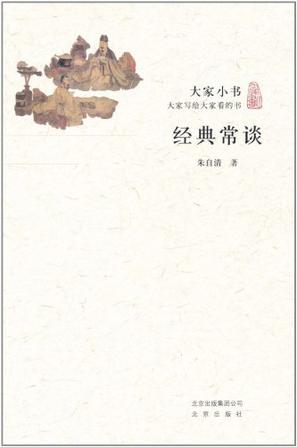 大家小书
大家写给大家看的书
经典常谈
朱自清 著
北京出版集团公司
北京出版社